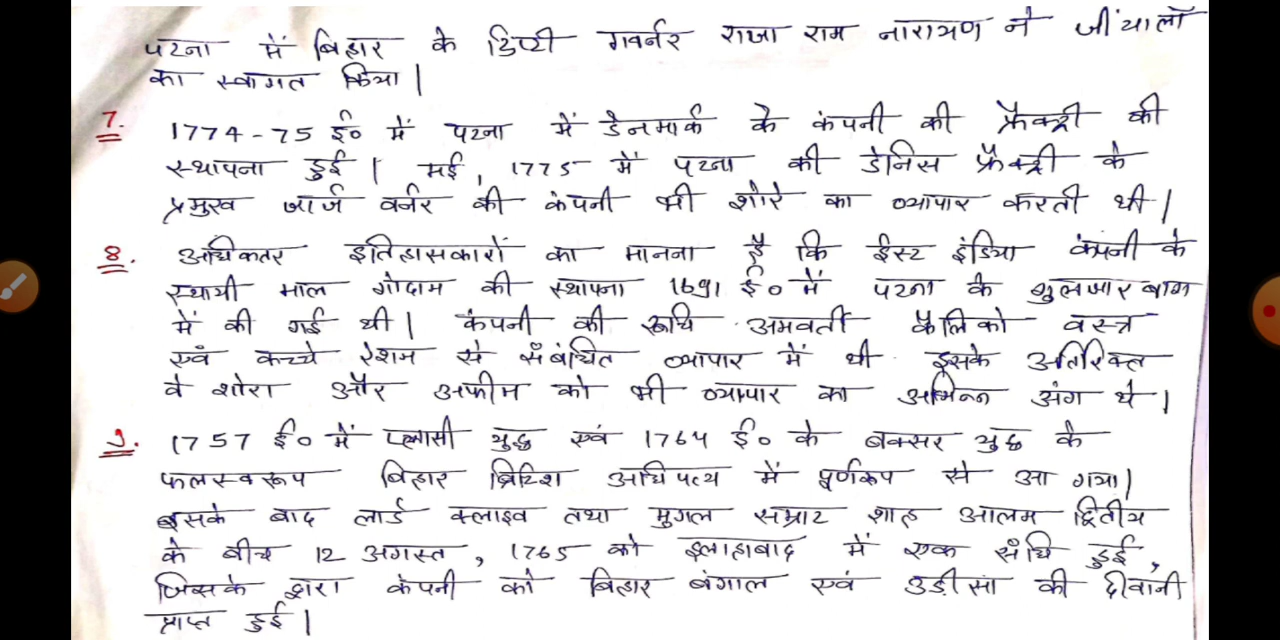 पटना में बिहार के डिप्टी गवर्नर राजा राम नारायण ने जींयालॉ
का स्वागत किया।
7. 1774-75 ई० में पटना में डेनमार्क के कंपनी की फ्रैक्ट्री की
स्थापना हुई। मई, 1775 में पटना की डेनिस फ्रैक्ट्री के
प्रमुख जार्ज वर्नर की कंपनी भी शोरे का व्यापार करती थी।
8. अधिकतर इतिहासकारों का मानना है कि ईस्ट इंडिया कंपनी के
स्थायी माल गोदाम की स्थापना 1691 ई० में पटना के गुलजार बाग
में की गई थी। कंपनी की रूचि अमवर्ती कैलिको वस्त्र
एवं कच्चे रेशम से संबंधित व्यापार में थी इसके अतिरिक्त
वे शोरा और अफीम को भी व्यापार का अभिन्न अंग थे।
9. 1757 ई० में प्लासी युद्ध एवं 1764 ई० के बक्सर युद्ध के
फलस्वरूप बिहार ब्रिटिश आधिपत्य में पूर्णरूप से आ गया।
इसके बाद लार्ड क्लाइव तथा मुगल सम्राट शाह आलम द्वितीय
के बीच 12 अगस्त, 1765 को इलाहाबाद में एक संधि हुई,
जिसके द्वारा कंपनी को बिहार बंगाल एवं उड़ीसा की दीवानी
प्राप्त हुई।